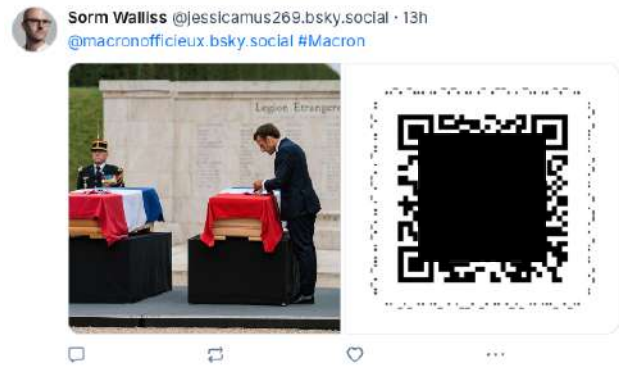 Sorm Walliss @jessicamus269.bsky.social · 13h
@macronofficieux.bsky.social #Macron
Legion Etrangere